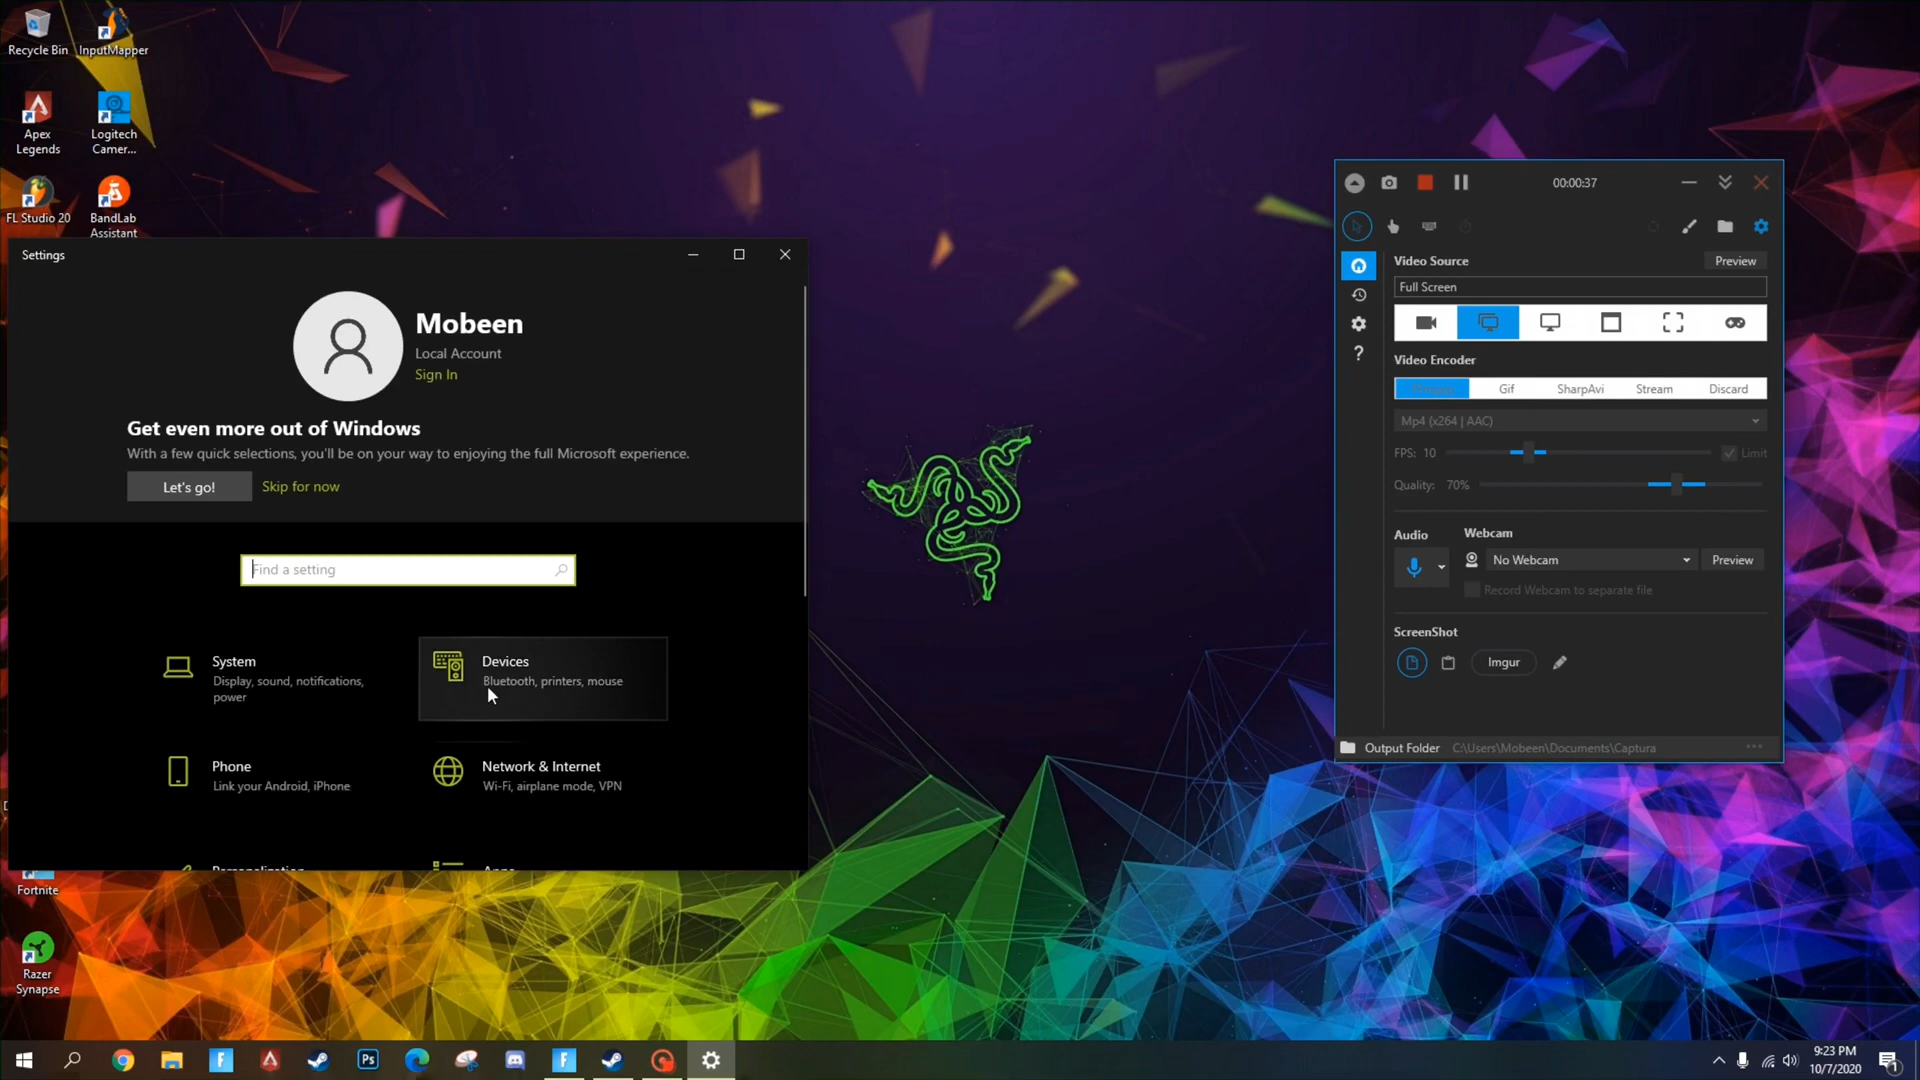 Recycle Bin
InputMapper
Apex
Legends
Logitech
Camer...
FL Studio 20
BandLab
Assistant
Settings
Mobeen
Local Account
Sign In
Get even more out of Windows
With a few quick selections, you'll be on your way to enjoying the full Microsoft experience.
Let's go!
Skip for now
Find a setting
System
Display, sound, notifications,
power
Devices
Bluetooth, printers, mouse
Phone
Link your Android, iPhone
Network & Internet
Wi-Fi, airplane mode, VPN
Personalization
Apps
Fortnite
Razer
Synapse
00:00:37
Video Source
Preview
Full Screen
Video Encoder
Gif
SharpAvi
Stream
Discard
Mp4 (x264 | AAC)
FPS: 10
Limit
Quality: 70%
Audio
Webcam
No Webcam
Preview
Record Webcam to separate file
ScreenShot
Imgur
Output Folder
C:\Users\Mobeen\Documents\Captura
...
Ps
9:23 PM
10/7/2020
1